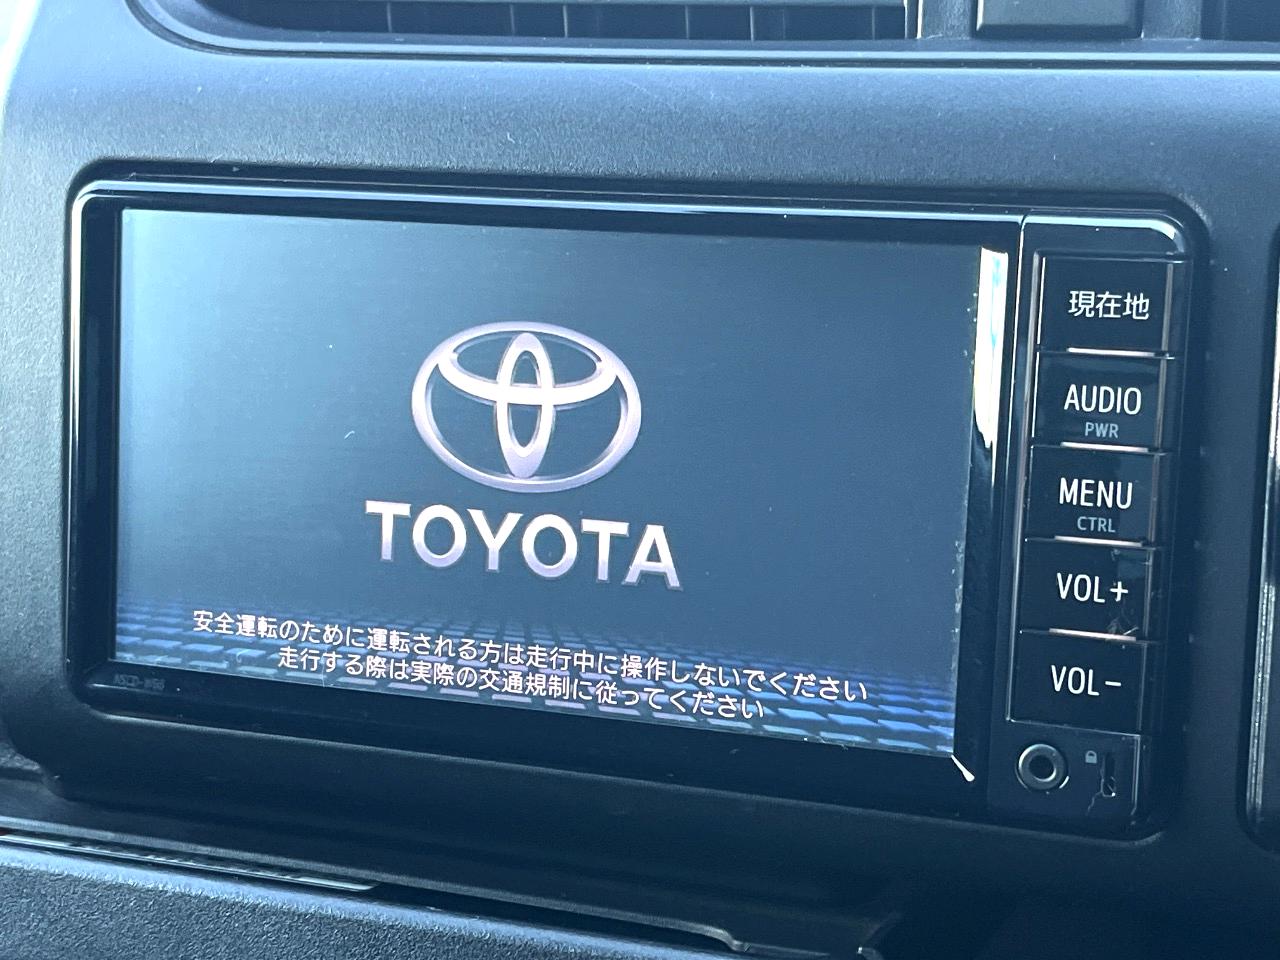 TOYOTA
安全運転のために運転される方は走行中に操作しないでください
走行する際は実際の交通規制に従ってください
現在地
AUDIO
PWR
MENU
CTRL
VOL+
VOL-